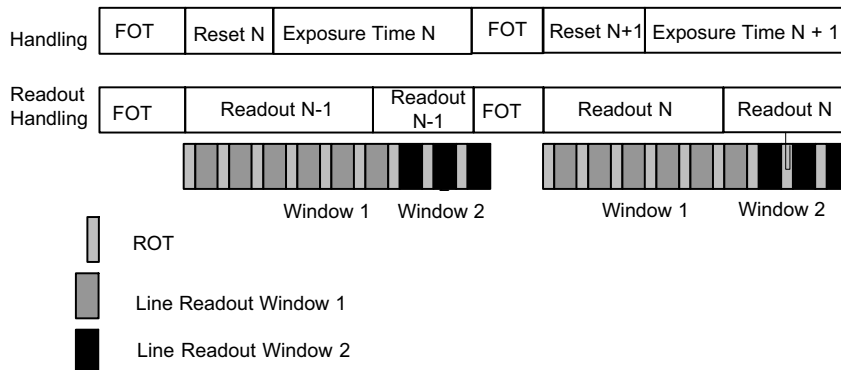 Handling
FOT
Reset N
Exposure Time N
FOT
Reset N+1
Exposure Time N + 1
Readout
Handling
FOT
Readout N-1
Readout
N-1
FOT
Readout N
Readout N
Window 1
Window 2
Window 1
Window 2
ROT
Line Readout Window 1
Line Readout Window 2